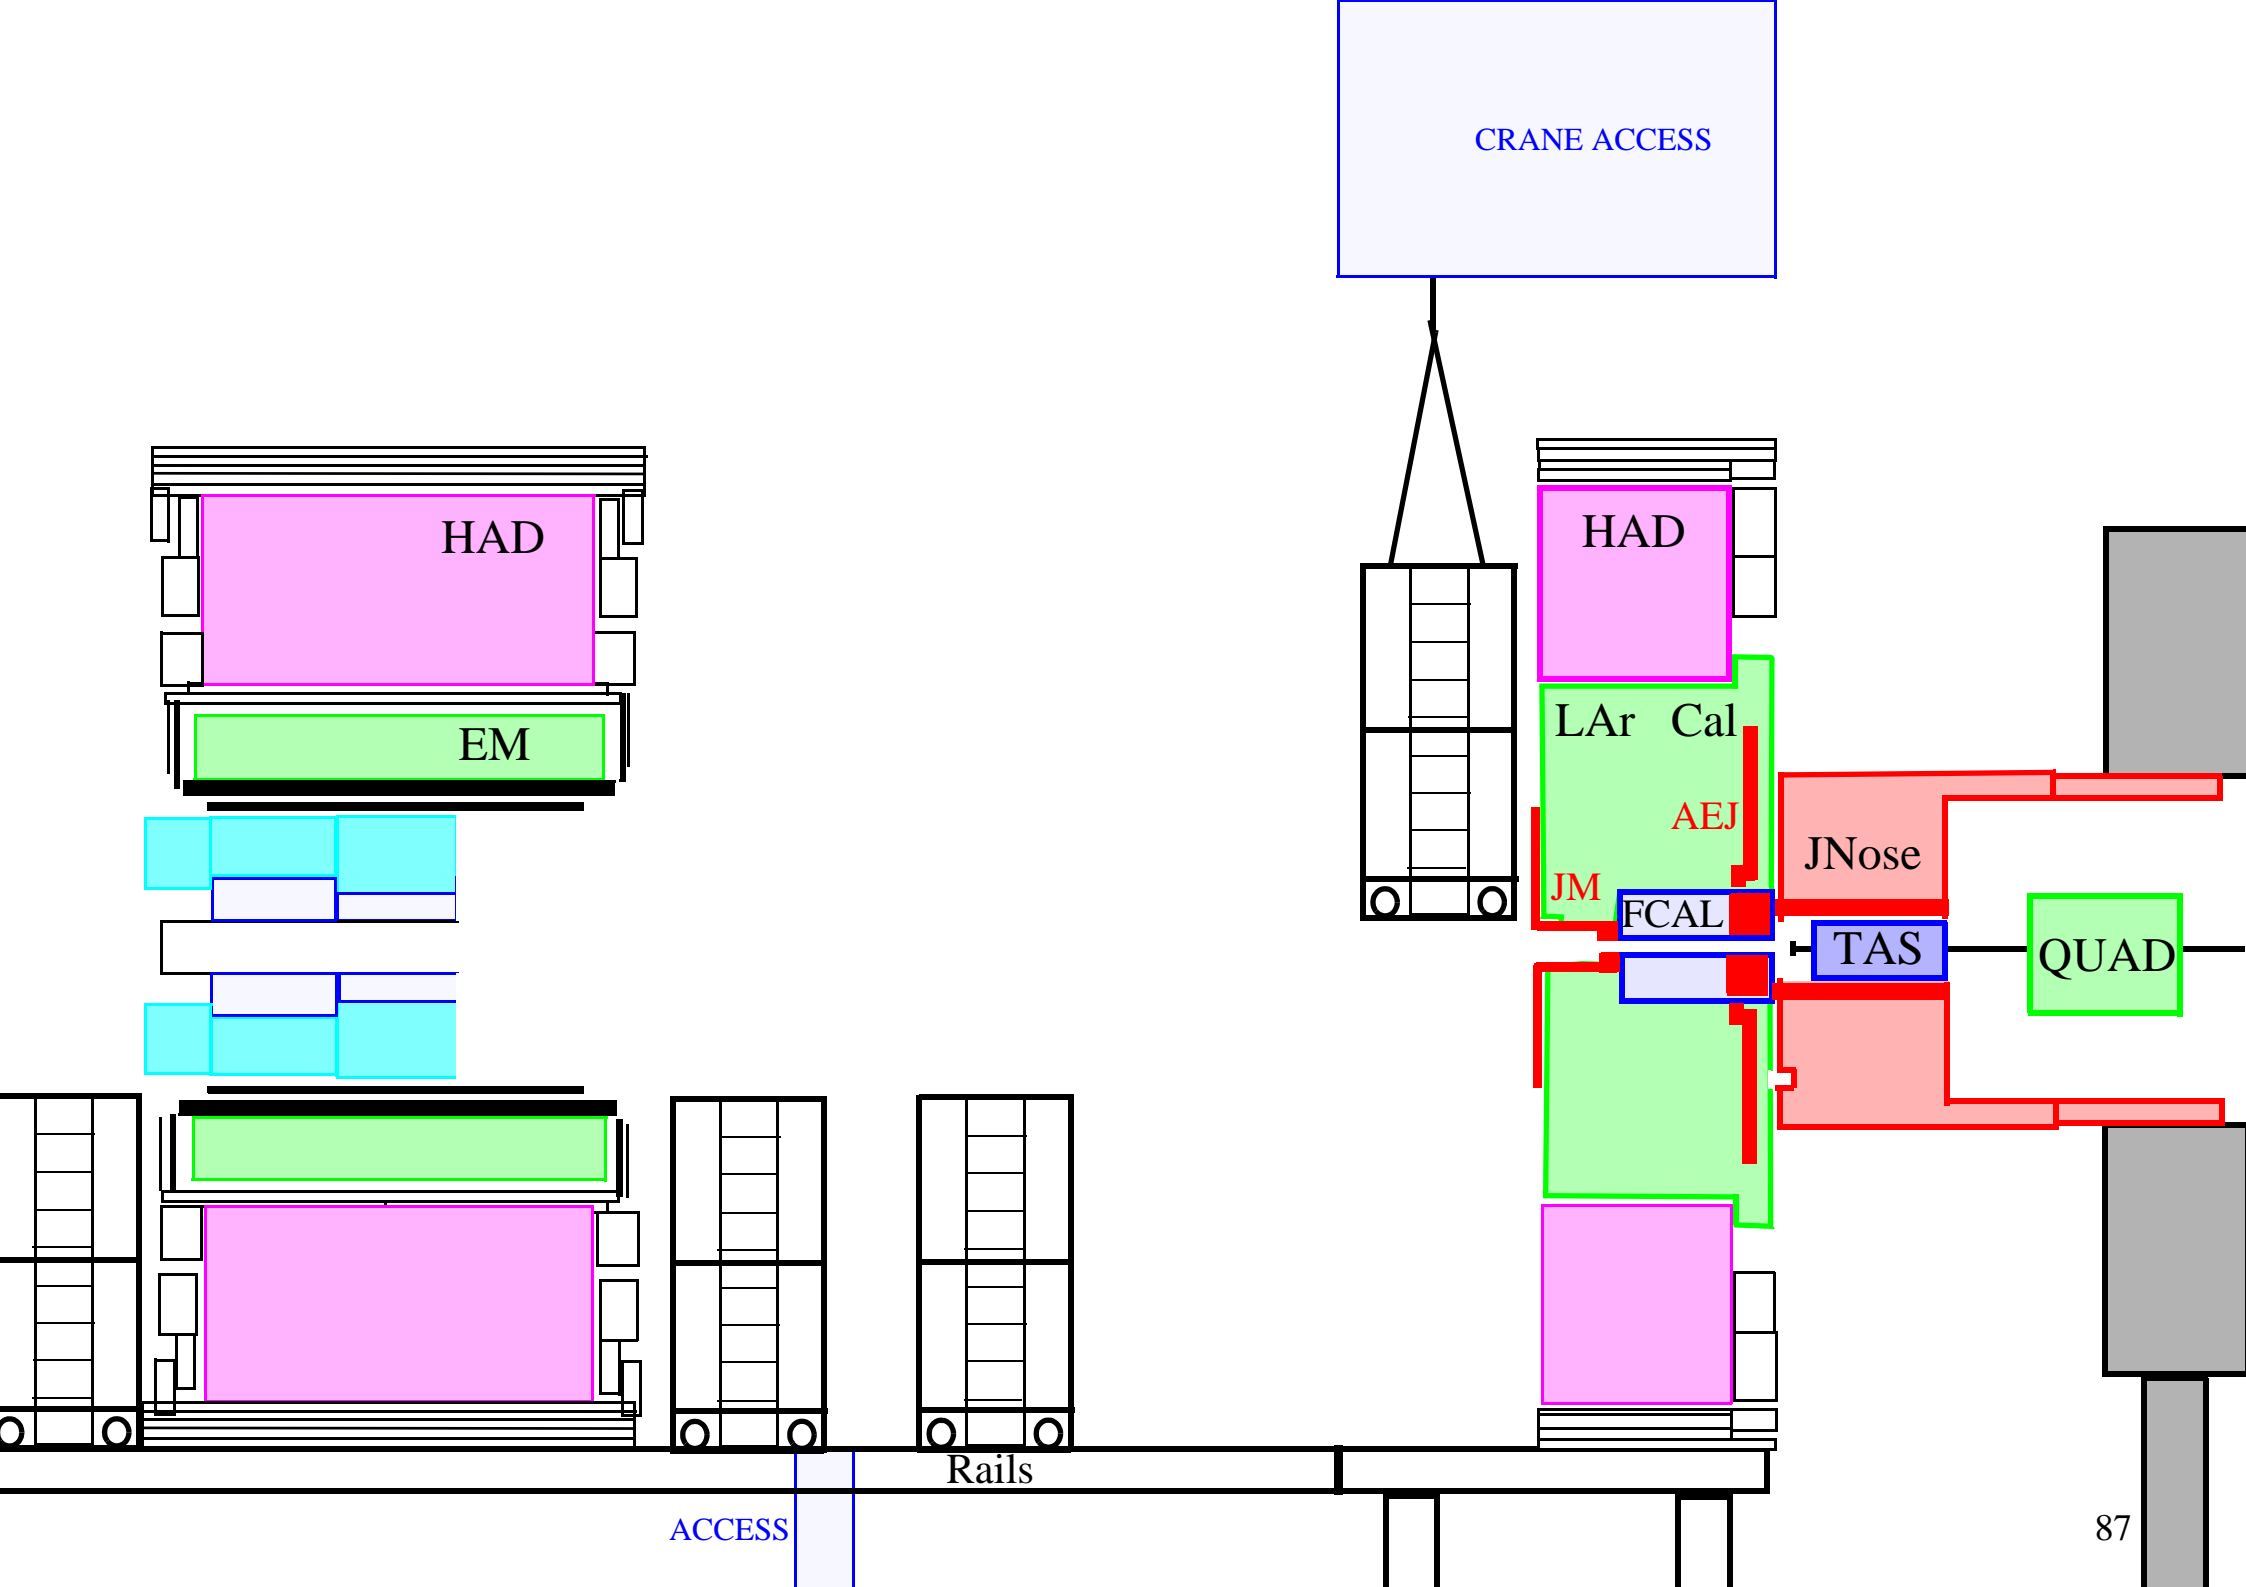 CRANE ACCESS
HAD
HAD
LAr Cal
EM
AEJ
JNose
JM
FCAL
TAS
QUAD
Rails
ACCESS
87